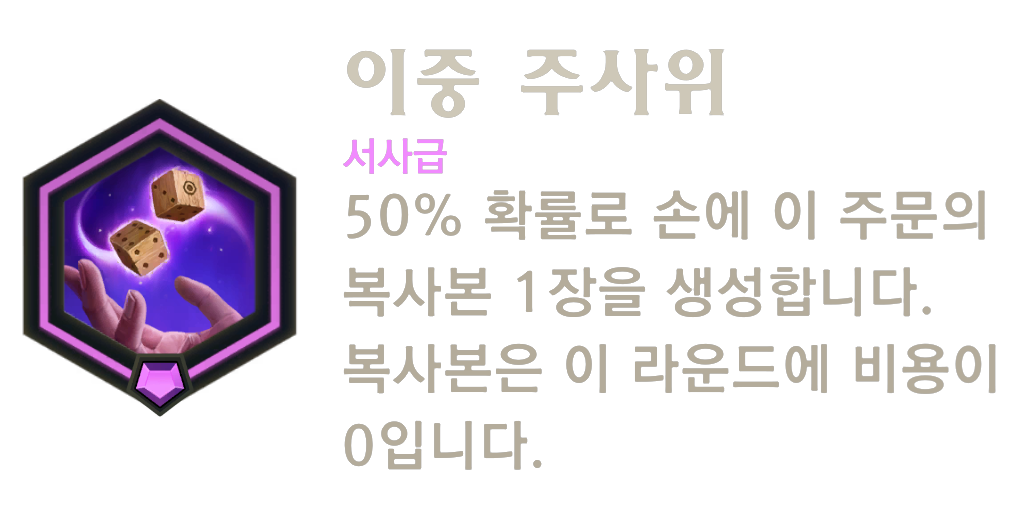 이중 주사위
서사급
50% 확률로 손에 이 주문의
복사본 1장을 생성합니다.
복사본은 이 라운드에 비용이
0입니다.